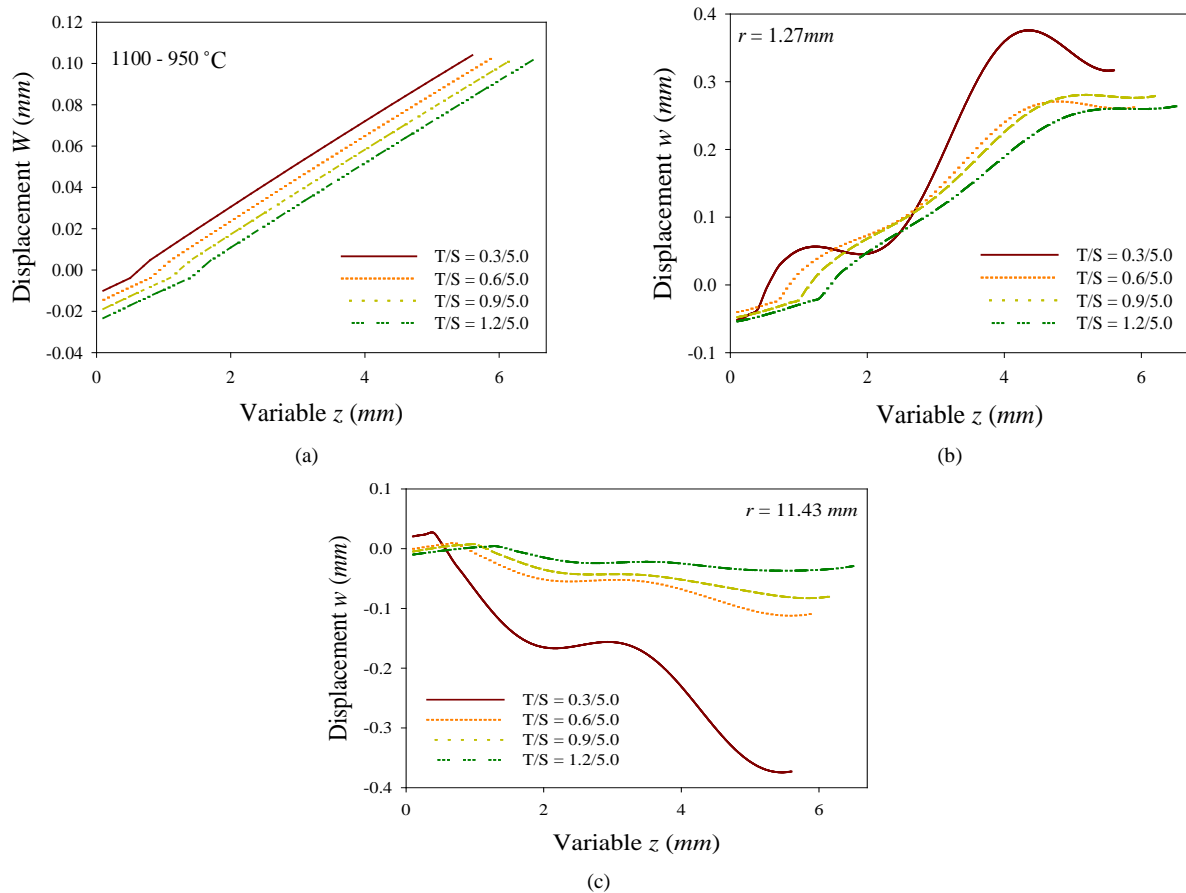 0.12
0.10
0.08
0.06
0.04
0.02
0.00
-0.02
-0.04
Displacement W (mm)
1100 - 950 °C
T/S = 0.3/5.0
T/S = 0.6/5.0
T/S = 0.9/5.0
T/S = 1.2/5.0
0 2 4 6
Variable z (mm)
(a)
0.4
0.3
0.2
0.1
0.0
-0.1
Displacement w (mm)
r = 1.27mm
T/S = 0.3/5.0
T/S = 0.6/5.0
T/S = 0.9/5.0
T/S = 1.2/5.0
0 2 4 6
Variable z (mm)
(b)
0.1
0.0
-0.1
-0.2
-0.3
-0.4
Displacement w (mm)
r = 11.43 mm
T/S = 0.3/5.0
T/S = 0.6/5.0
T/S = 0.9/5.0
T/S = 1.2/5.0
0 2 4 6
Variable z (mm)
(c)